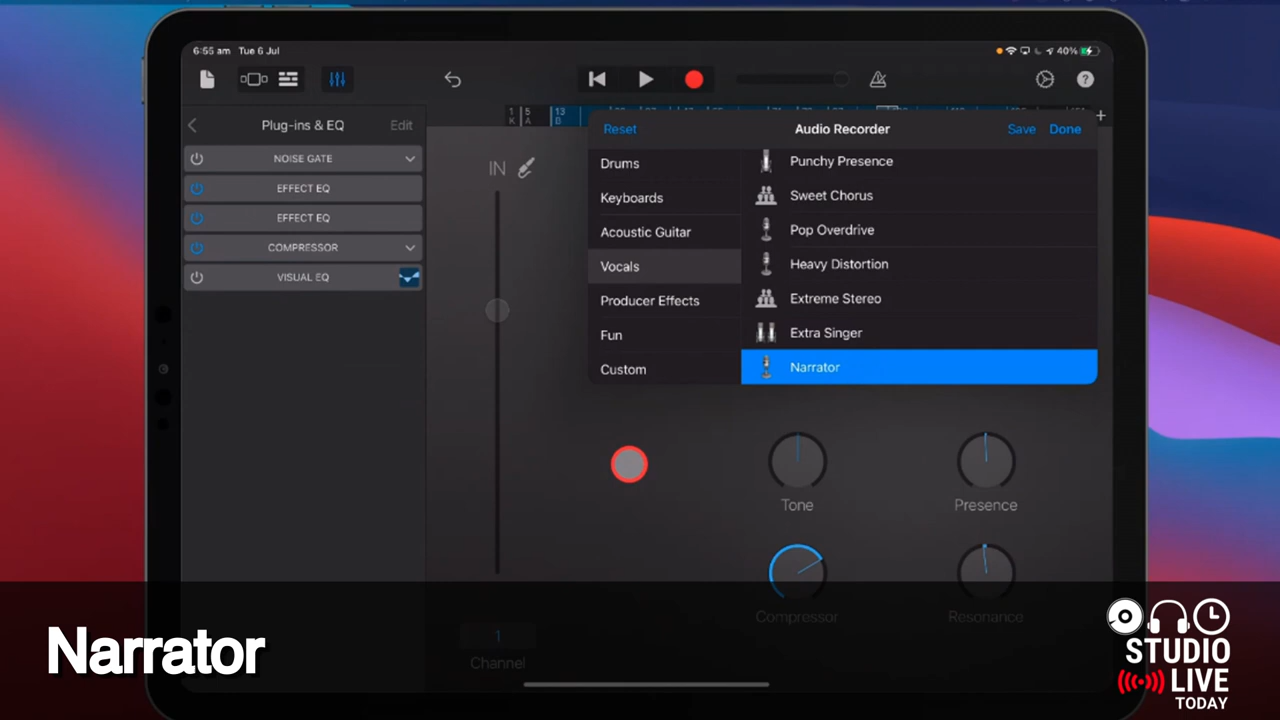 6:55 am Tue 6 Jul
40%
Plug-ins & EQ
Edit
NOISE GATE
EFFECT EQ
EFFECT EQ
COMPRESSOR
VISUAL EQ
IN
1
K
5
A
13
B
Reset
Audio Recorder
Save
Done
Drums
Keyboards
Acoustic Guitar
Vocals
Producer Effects
Fun
Custom
Punchy Presence
Sweet Chorus
Pop Overdrive
Heavy Distortion
Extreme Stereo
Extra Singer
Narrator
Tone
Presence
Compressor
Resonance
1
Channel
Narrator
STUDIO
LIVE
TODAY